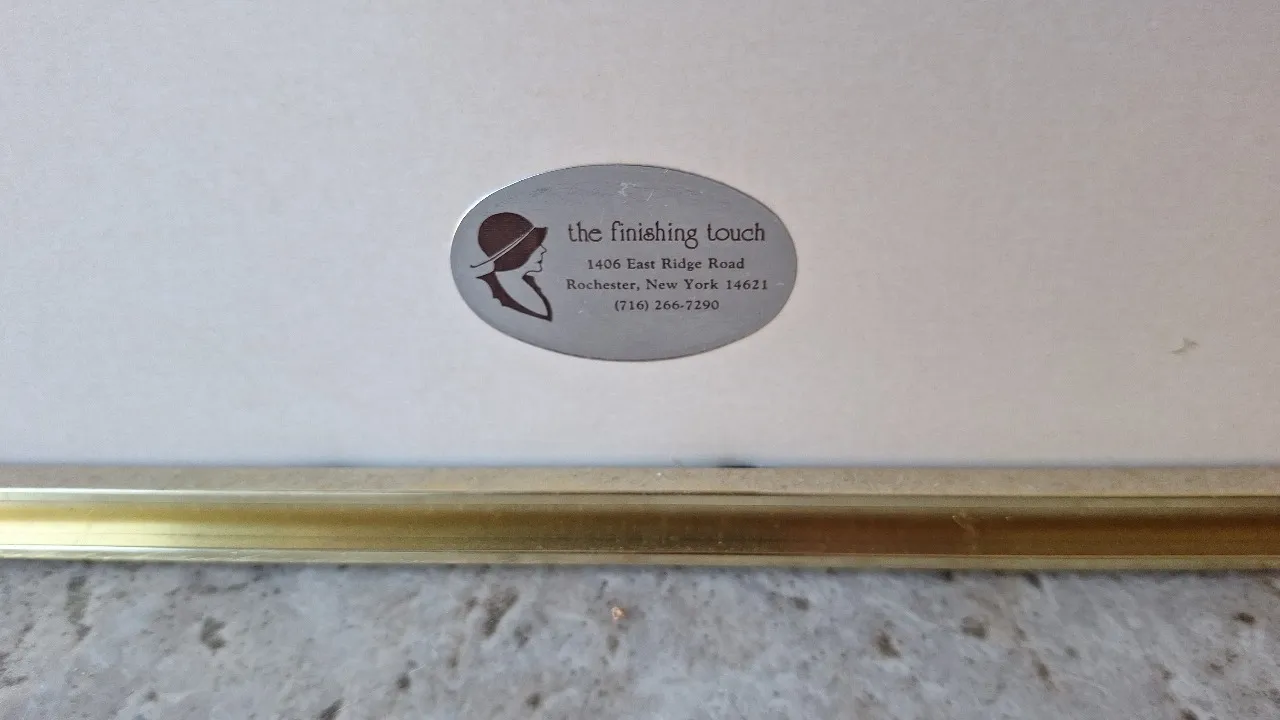 the finishing touch
1406 East Ridge Road
Rochester, New York 14621
(716) 266-7290